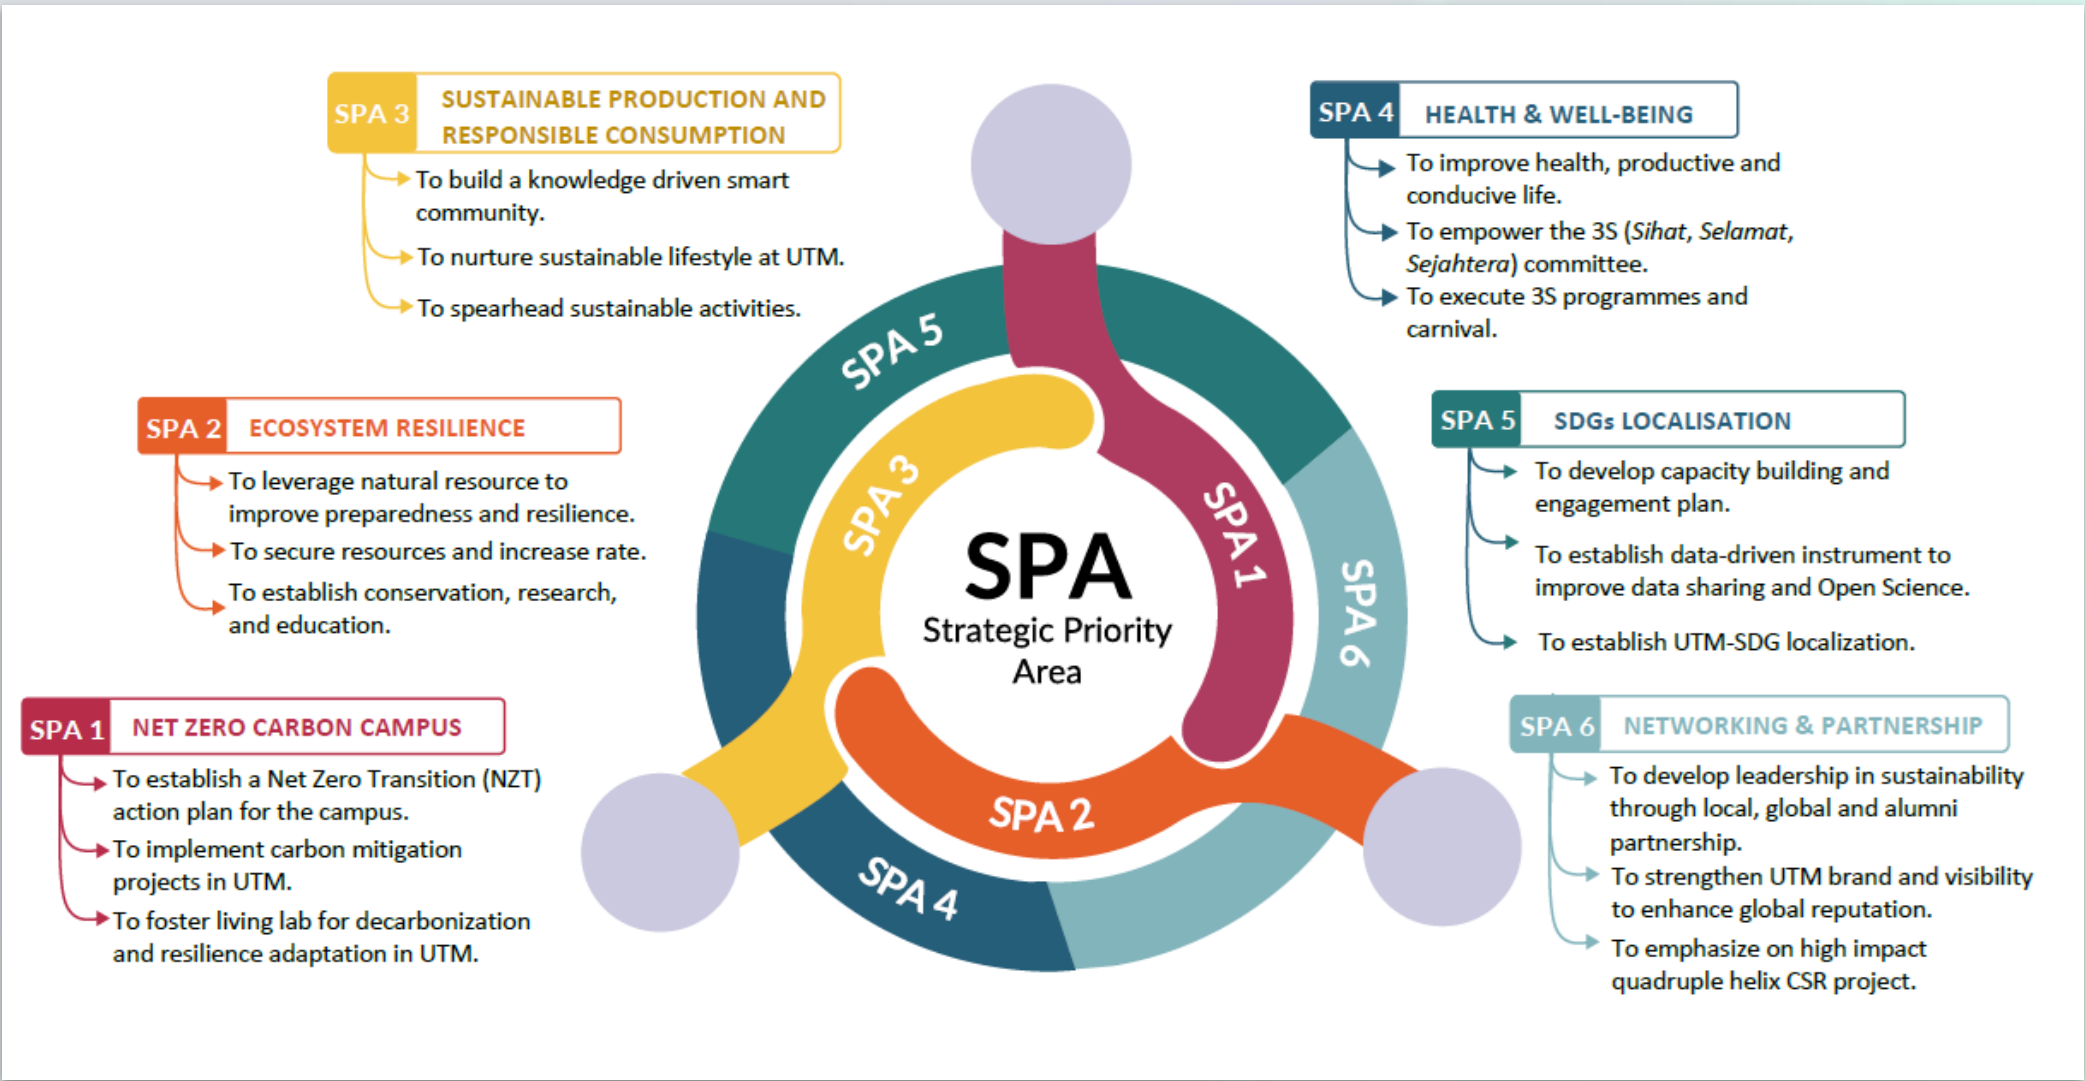 SPA 3
SUSTAINABLE PRODUCTION AND
RESPONSIBLE CONSUMPTION
To build a knowledge driven smart
community.
To nurture sustainable lifestyle at UTM.
To spearhead sustainable activities.
SPA 2
ECOSYSTEM RESILIENCE
To leverage natural resource to
improve preparedness and resilience.
To secure resources and increase rate.
To establish conservation, research,
and education.
SPA 1
NET ZERO CARBON CAMPUS
To establish a Net Zero Transition (NZT)
action plan for the campus.
To implement carbon mitigation
projects in UTM.
To foster living lab for decarbonization
and resilience adaptation in UTM.
SPA 5
SPA 3
SPA 1
SPA 6
SPA
Strategic Priority
Area
SPA 2
SPA 4
SPA 4
HEALTH & WELL-BEING
To improve health, productive and
conducive life.
To empower the 3S (Sihat, Selamat,
Sejahtera) committee.
To execute 3S programmes and
carnival.
SPA 5
SDGs LOCALISATION
To develop capacity building and
engagement plan.
To establish data-driven instrument to
improve data sharing and Open Science.
To establish UTM-SDG localization.
SPA 6
NETWORKING & PARTNERSHIP
To develop leadership in sustainability
through local, global and alumni
partnership.
To strengthen UTM brand and visibility
to enhance global reputation.
To emphasize on high impact
quadruple helix CSR project.